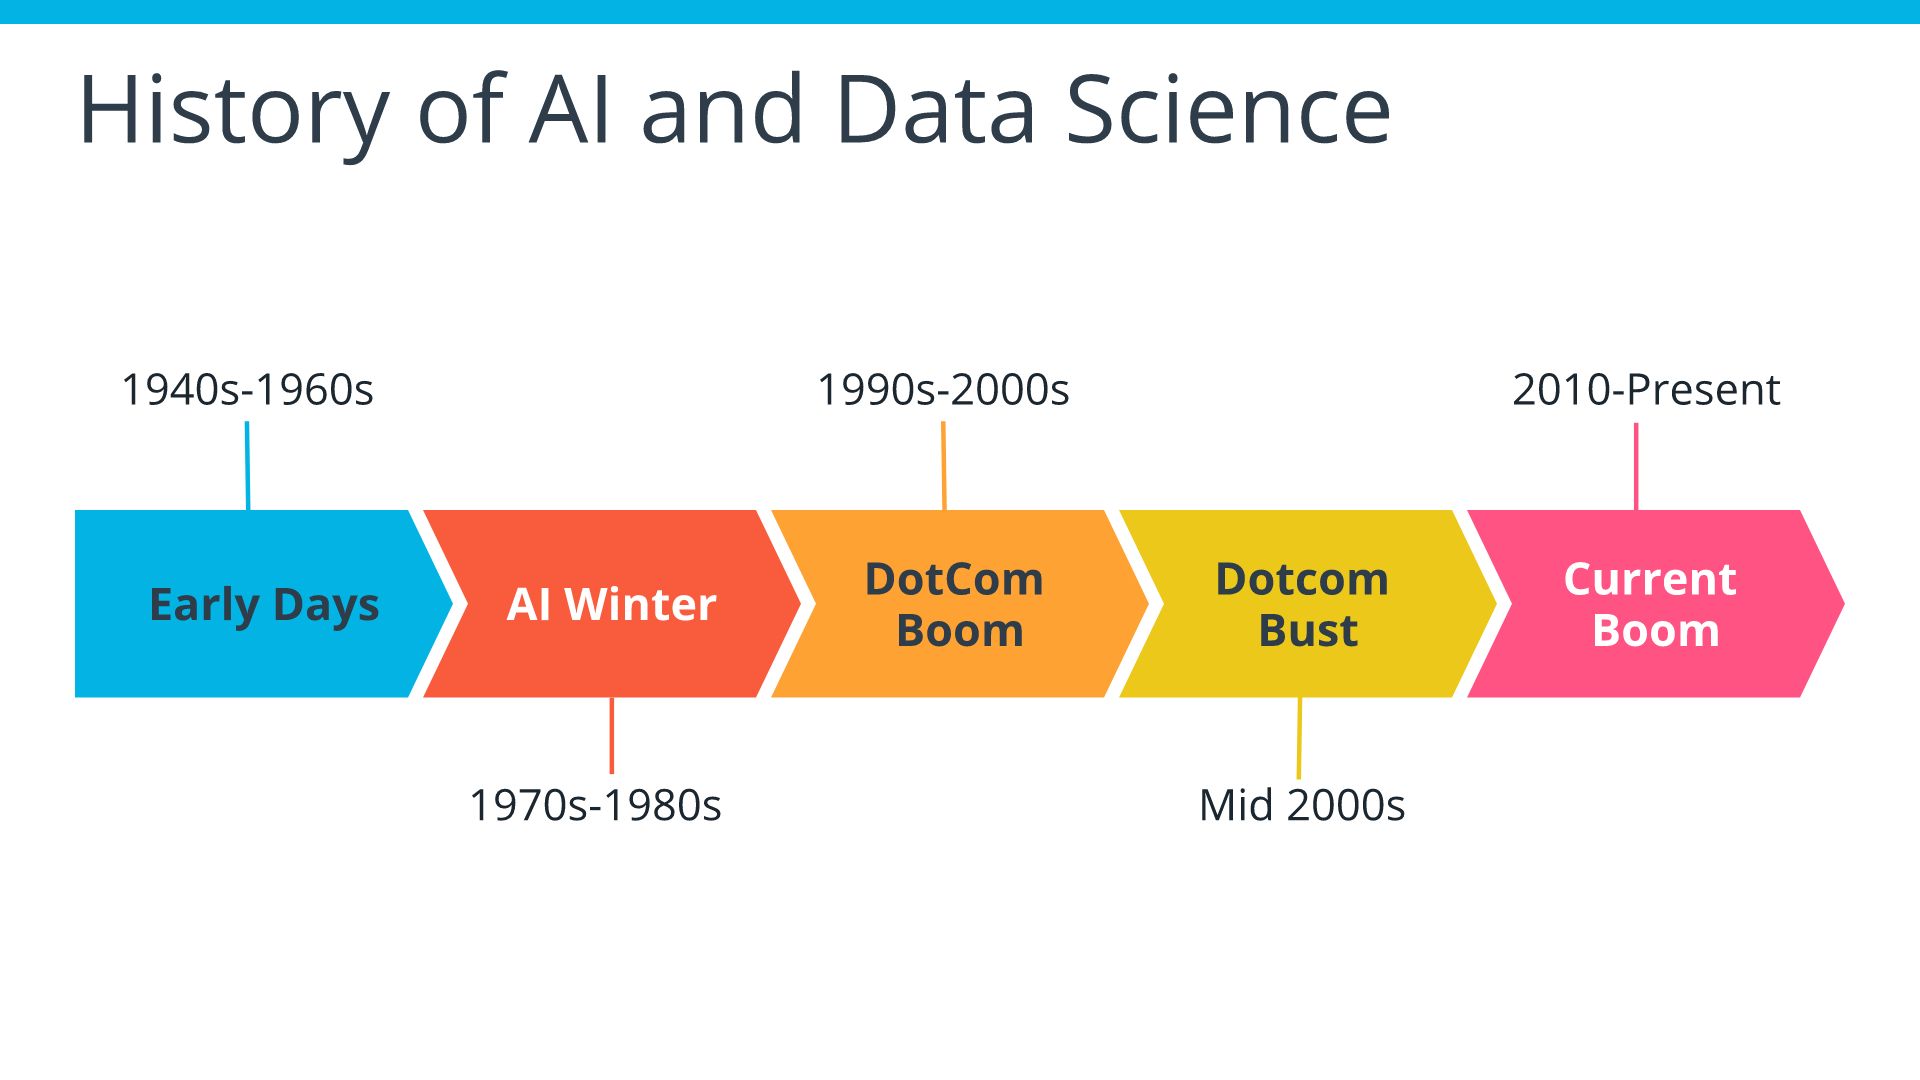 History of AI and Data Science
1940s-1960s
1990s-2000s
2010-Present
Early Days
AI Winter
DotCom
Boom
Dotcom
Bust
Current
Boom
1970s-1980s
Mid 2000s